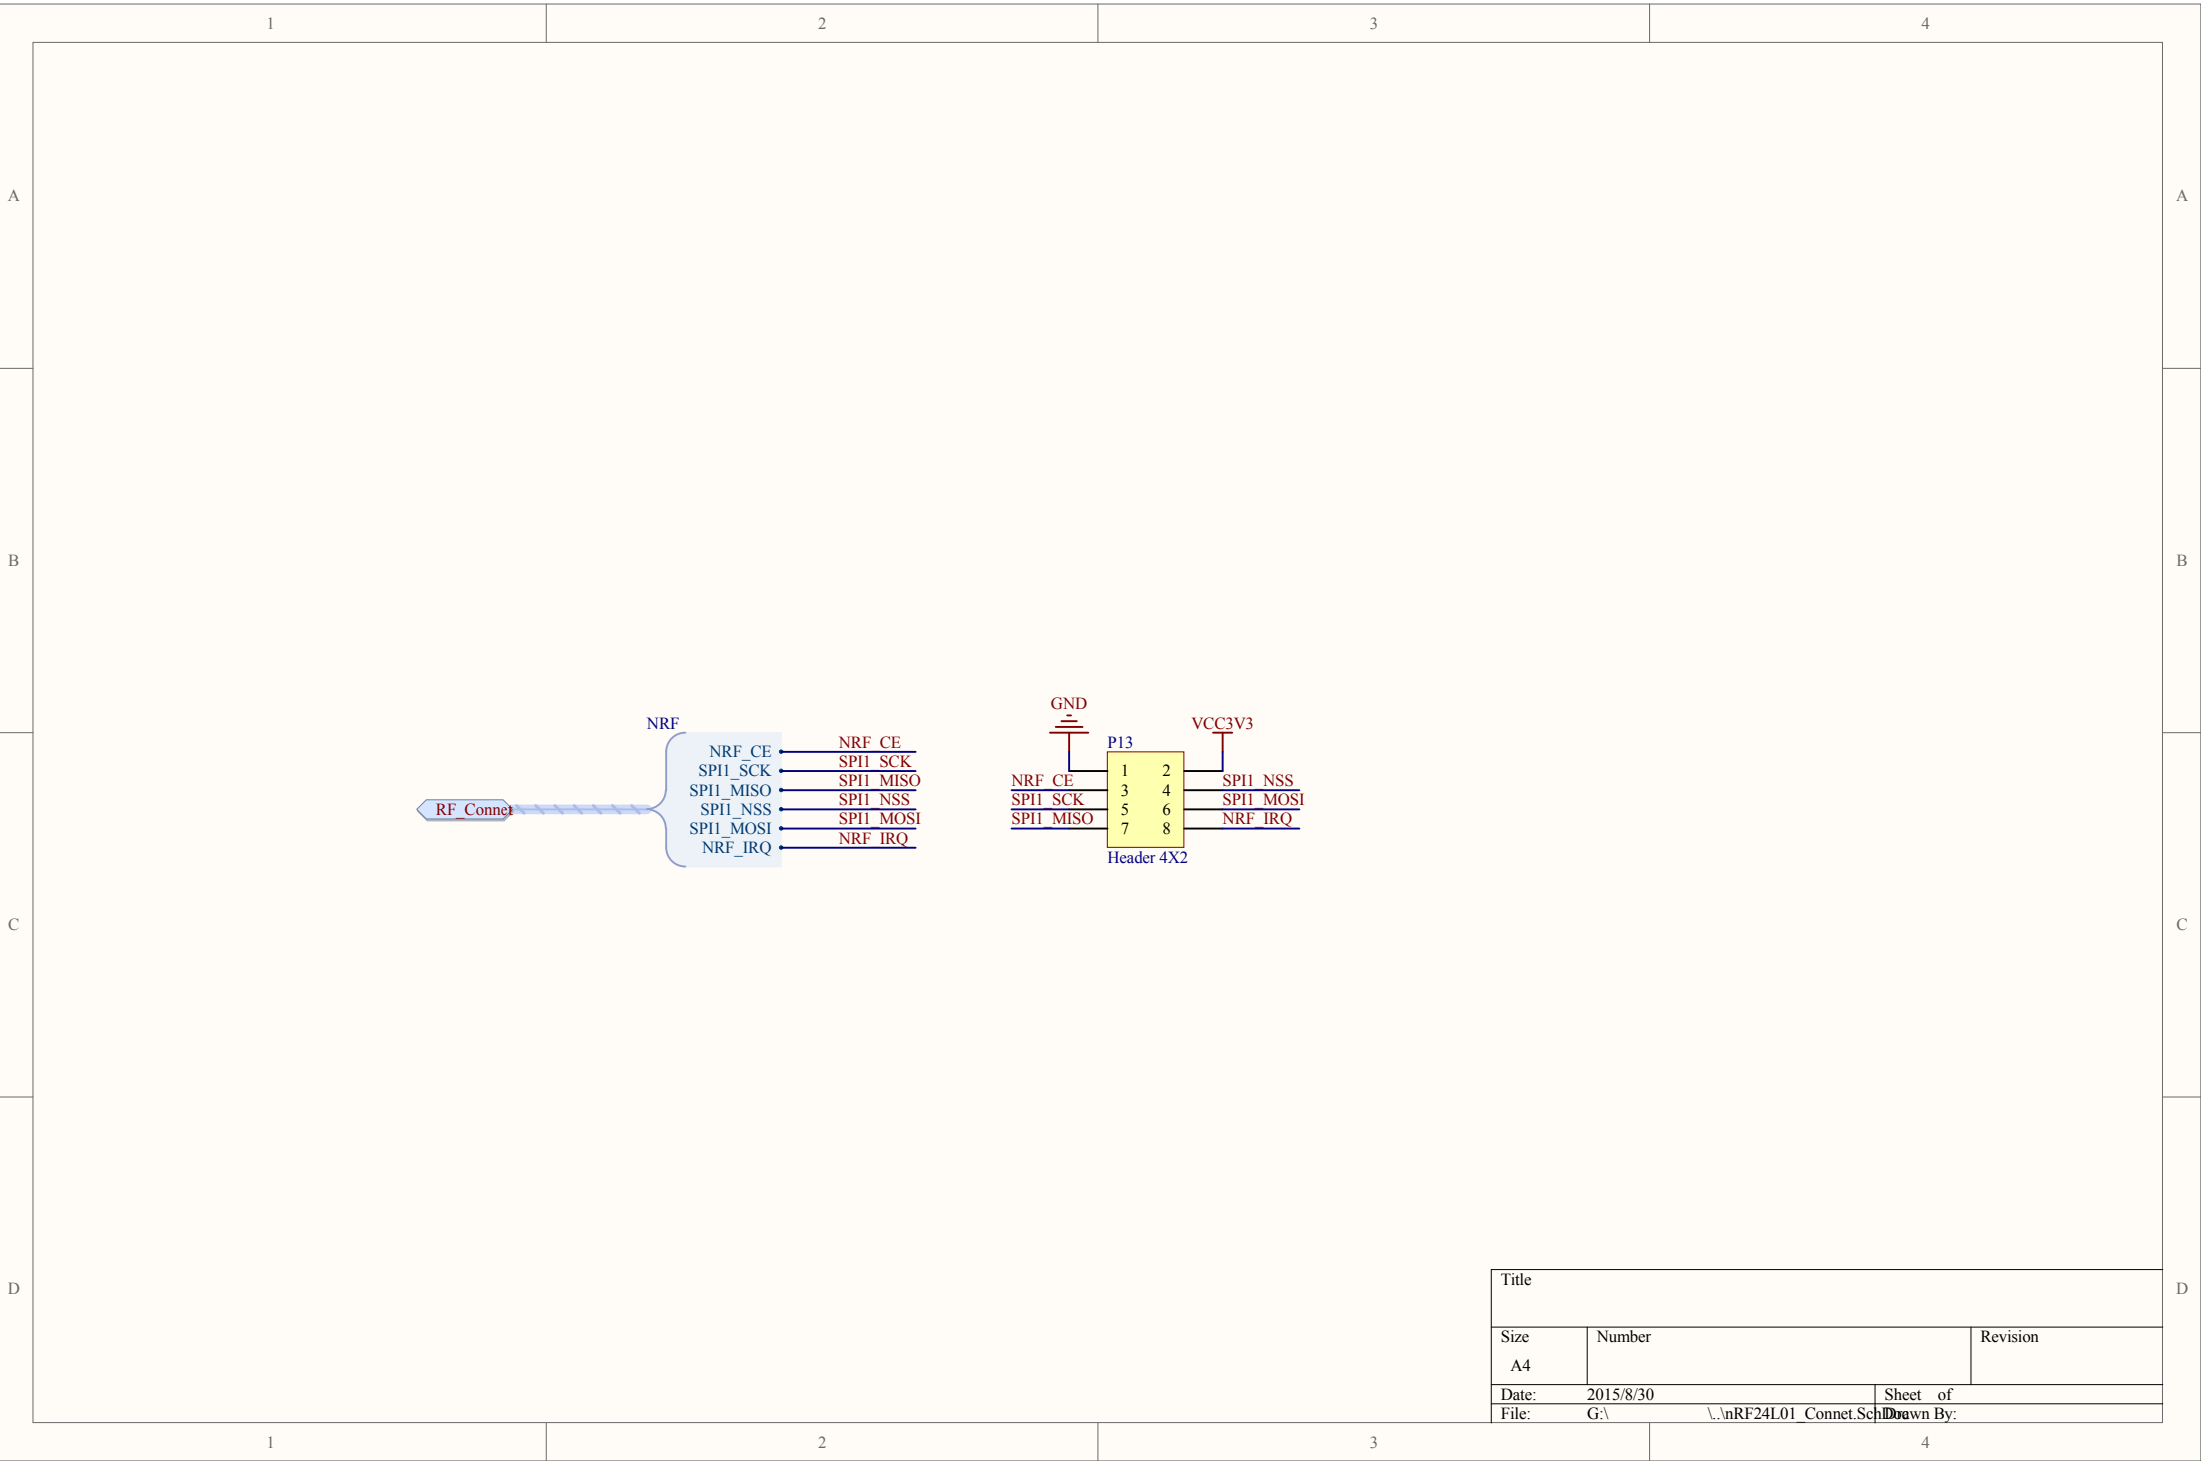 1 2 3 4
A A
B B
C C
D D
RF_Connet
NRF
NRF_CE NRF_CE
SPI1_SCK SPI1_SCK
SPI1_MISO SPI1_MISO
SPI1_NSS SPI1_NSS
SPI1_MOSI SPI1_MOSI
NRF_IRQ NRF_IRQ
GND
VCC3V3
P13
1 2
NRF_CE 3 4 SPI1_NSS
SPI1_SCK 5 6 SPI1_MOSI
SPI1_MISO 7 8 NRF_IRQ
Header 4X2
Title
Size Number Revision
A4
Date: 2015/8/30 Sheet of
File: G:\ \..\nRF24L01_Connet.SchDoc Drawn By:
1 2 3 4